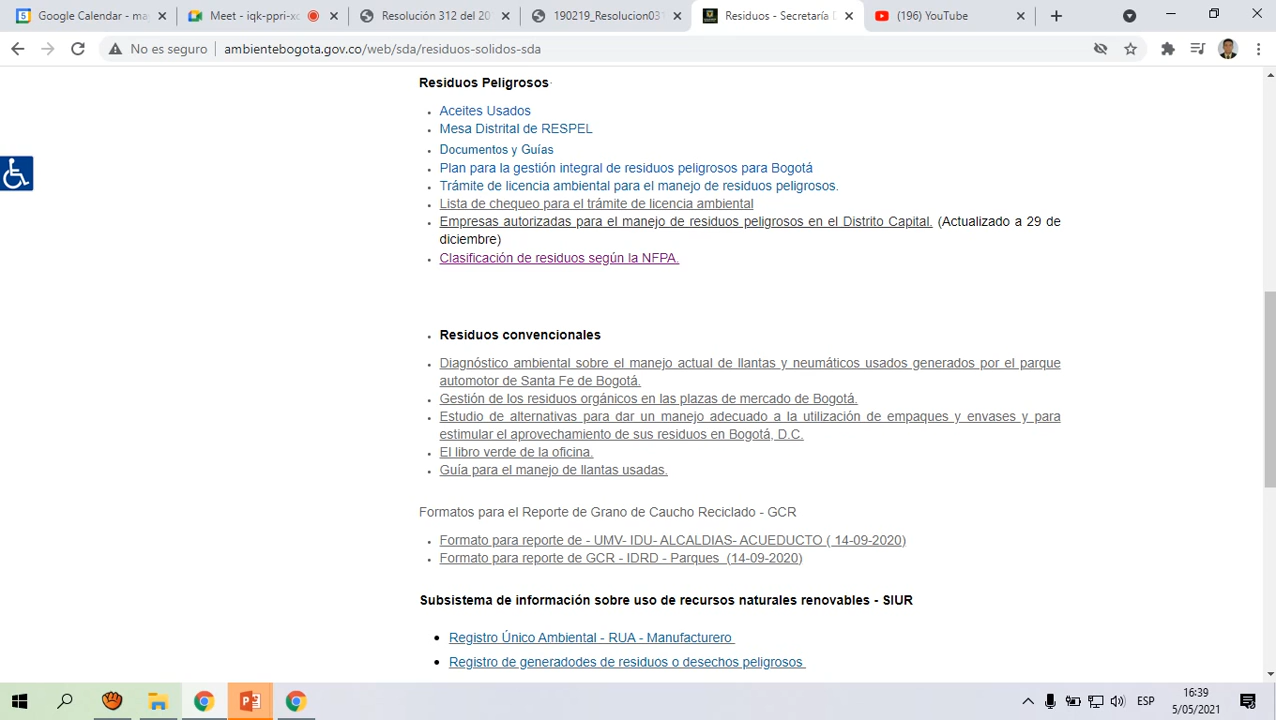 Google Calendar - ma
Meet - iqk-ppri-xc
Resolución 1754 del 20
190219_Resolucion031
Residuos - Secretaría D
(196) YouTube
No es seguro
ambientebogota.gov.co/web/sda/residuos-solidos-sda
Residuos Peligrosos
Aceites Usados
Mesa Distrital de RESPEL
Documentos y Guías
Plan para la gestión integral de residuos peligrosos para Bogotá
Trámite de licencia ambiental para el manejo de residuos peligrosos.
Lista de chequeo para el trámite de licencia ambiental
Empresas autorizadas para el manejo de residuos peligrosos en el Distrito Capital. (Actualizado a 29 de
diciembre)
Clasificación de residuos según la NFPA.
Residuos convencionales
Diagnóstico ambiental sobre el manejo actual de llantas y neumáticos usados generados por el parque
automotor de Santa Fe de Bogotá.
Gestión de los residuos orgánicos en las plazas de mercado de Bogotá.
Estudio de alternativas para dar un manejo adecuado a la utilización de empaques y envases y para
estimular el aprovechamiento de sus residuos en Bogotá, D.C.
El libro verde de la oficina.
Guía para el manejo de llantas usadas.
Formatos para el Reporte de Grano de Caucho Reciclado - GCR
Formato para reporte de - UMV- IDU- ALCALDIAS- ACUEDUCTO ( 14-09-2020)
Formato para reporte de GCR - IDRD - Parques (14-09-2020)
Subsistema de información sobre uso de recursos naturales renovables - SIUR
Registro Único Ambiental - RUA - Manufacturero
Registro de generadodes de residuos o desechos peligrosos
ESP
16:39
5/05/2021